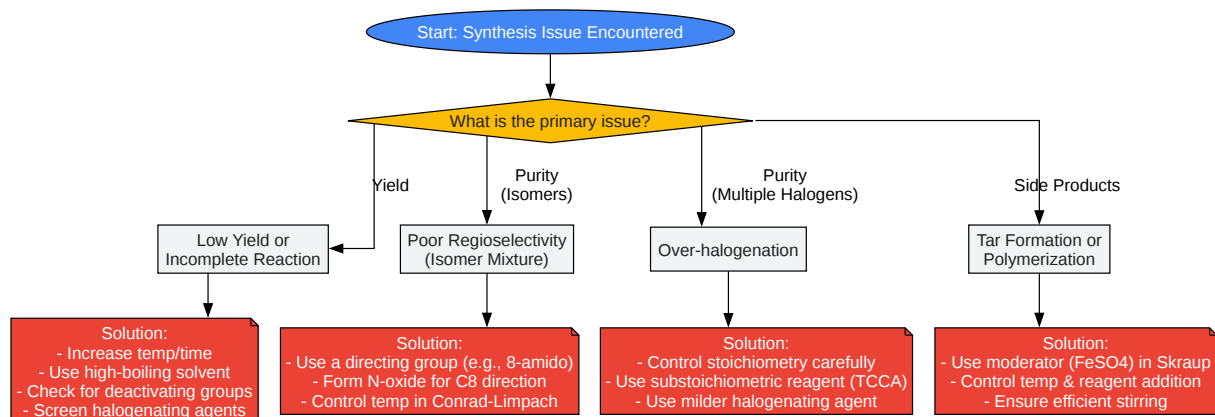 Start: Synthesis Issue Encountered
What is the primary issue?
Yield
Purity
(Isomers)
Purity
(Multiple Halogens)
Side Products
Low Yield or
Incomplete Reaction
Poor Regioselectivity
(Isomer Mixture)
Over-halogenation
Tar Formation or
Polymerization
Solution:
- Increase temp/time
- Use high-boiling solvent
- Check for deactivating groups
- Screen halogenating agents
Solution:
- Use a directing group (e.g., 8-amido)
- Form N-oxide for C8 direction
- Control temp in Conrad-Limpach
Solution:
- Control stoichiometry carefully
- Use substoichiometric reagent (TCCA)
- Use milder halogenating agent
Solution:
- Use moderator (FeSO4) in Skraup
- Control temp & reagent addition
- Ensure efficient stirring